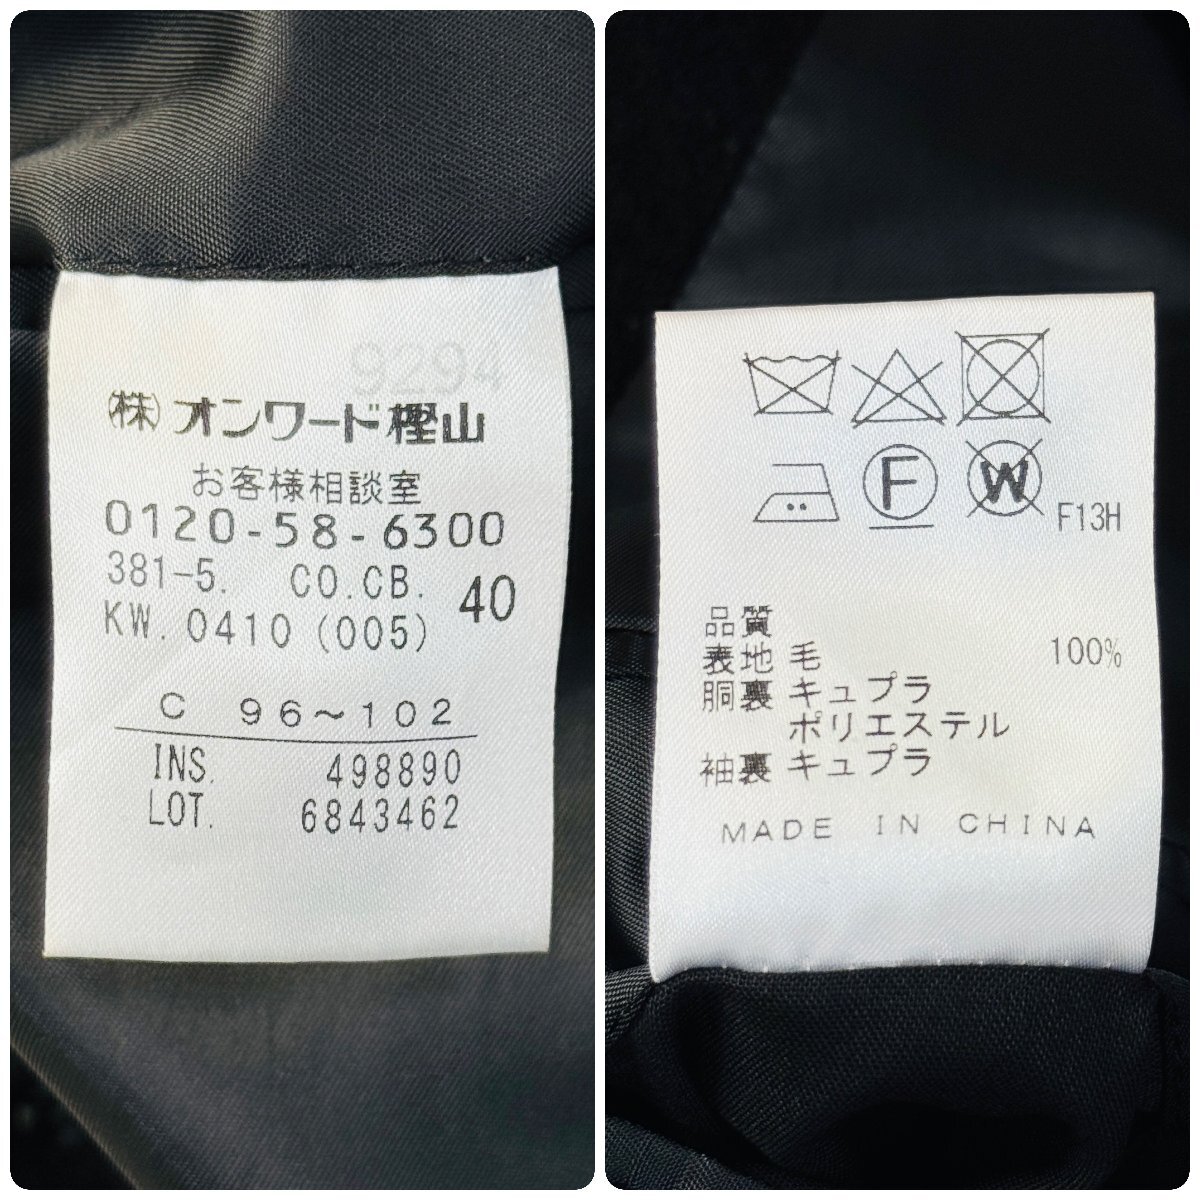 9294
(株)オンワード樫山
お客様相談室
0120-58-6300
381-5. CO.CB. 40
KW. 0410 (005)
C 96~102
INS. 498890
LOT. 6843462
F
W
F13H
品質
表地 毛 100%
胴裏 キュプラ
ポリエステル
袖裏 キュプラ
MADE IN CHINA